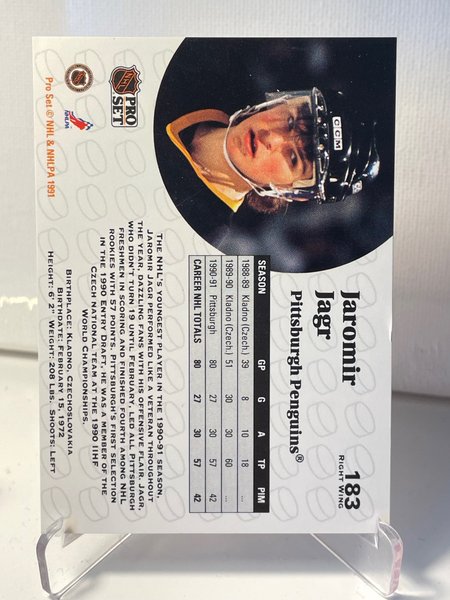 CCM
NHL
PRO
SET
Jaromir
Jagr
Pittsburgh Penguins®
183
RIGHT WING
SEASON GP G A TP PIM
1988-89 Kladno (Czech.) 39 8 10 18 ...
1989-90 Kladno (Czech.) 51 30 30 60 ...
1990-91 Pittsburgh 80 27 30 57 42
CAREER NHL TOTALS 80 27 30 57 42
THE NHL'S YOUNGEST PLAYER IN THE 1990-91 SEASON,
JAROMIR JAGR PERFORMED LIKE A VETERAN THROUGHOUT
THE YEAR, DAZZLING FANS WITH HIS OFFENSIVE FLAIR. JAGR,
WHO DIDN'T TURN 19 UNTIL FEBRUARY, LED ALL PITTSBURGH
FRESHMEN IN SCORING AND FINISHED FOURTH AMONG NHL
ROOKIES WITH 57 POINTS. PITTSBURGH'S FIRST SELECTION
IN THE 1990 ENTRY DRAFT, HE WAS A MEMBER OF THE
CZECH NATIONAL TEAM AT THE 1990 IIHF
WORLD CHAMPIONSHIPS.
BIRTHPLACE: KLADNO, CZECHOSLOVAKIA
BIRTHDATE: FEBRUARY 15, 1972
HEIGHT: 6' 2" WEIGHT: 208 LBS. SHOOTS: LEFT
NHLPA
Pro Set © NHL & NHLPA 1991